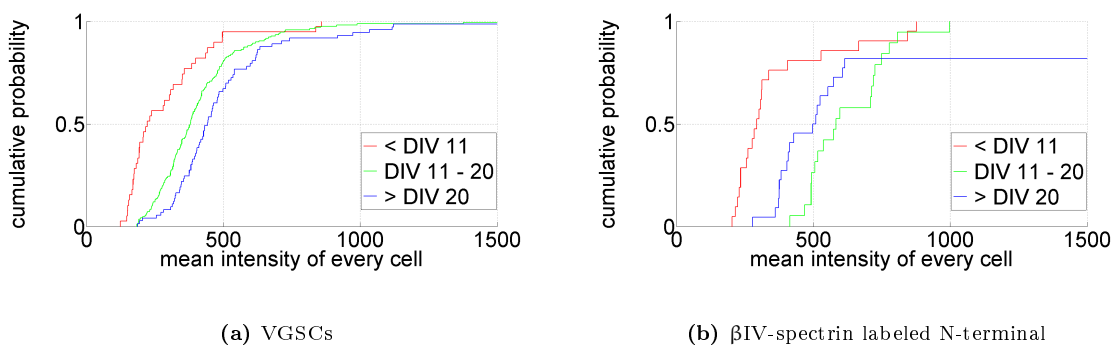 cumulative probability
1
0.5
0
0 500 1000 1500
mean intensity of every cell
< DIV 11
DIV 11 - 20
> DIV 20
(a) VGSCs
cumulative probability
1
0.5
0
0 500 1000 1500
mean intensity of every cell
< DIV 11
DIV 11 - 20
> DIV 20
(b) βIV-spectrin labeled N-terminal